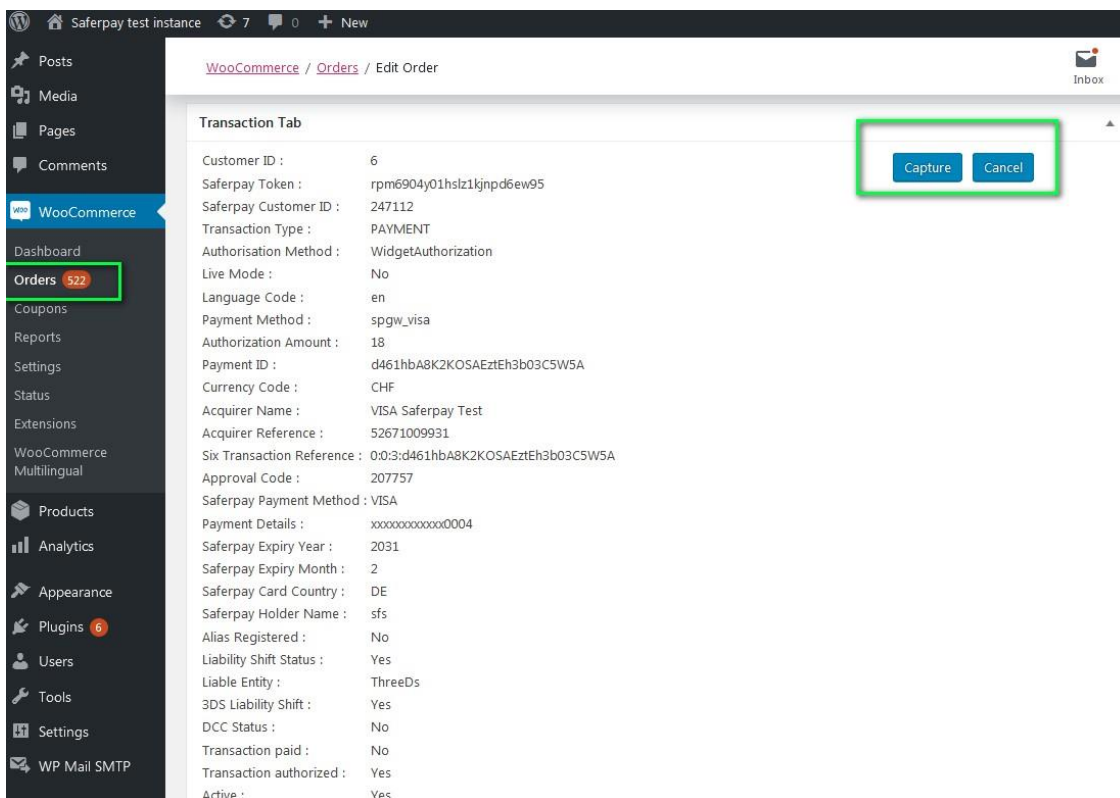 Saferpay test instance 7 0 + New
Posts
Media
Pages
Comments
Woo WooCommerce
Dashboard
Orders 522
Coupons
Reports
Settings
Status
Extensions
WooCommerce
Multilingual
Products
Analytics
Appearance
Plugins 6
Users
Tools
Settings
WP Mail SMTP
WooCommerce / Orders / Edit Order
Inbox
Transaction Tab
Capture Cancel
Customer ID : 6
Saferpay Token : rpm6904y01hslz1kjnpd6ew95
Saferpay Customer ID : 247112
Transaction Type : PAYMENT
Authorisation Method : WidgetAuthorization
Live Mode : No
Language Code : en
Payment Method : spgw_visa
Authorization Amount : 18
Payment ID : d461hbA8K2KOSAEztEh3b03C5W5A
Currency Code : CHF
Acquirer Name : VISA Saferpay Test
Acquirer Reference : 52671009931
Six Transaction Reference : 0:0:3:d461hbA8K2KOSAEztEh3b03C5W5A
Approval Code : 207757
Saferpay Payment Method : VISA
Payment Details : xxxxxxxxxxxx0004
Saferpay Expiry Year : 2031
Saferpay Expiry Month : 2
Saferpay Card Country : DE
Saferpay Holder Name : sfs
Alias Registered : No
Liability Shift Status : Yes
Liable Entity : ThreeDs
3DS Liability Shift : Yes
DCC Status : No
Transaction paid : No
Transaction authorized : Yes
Active : Yes